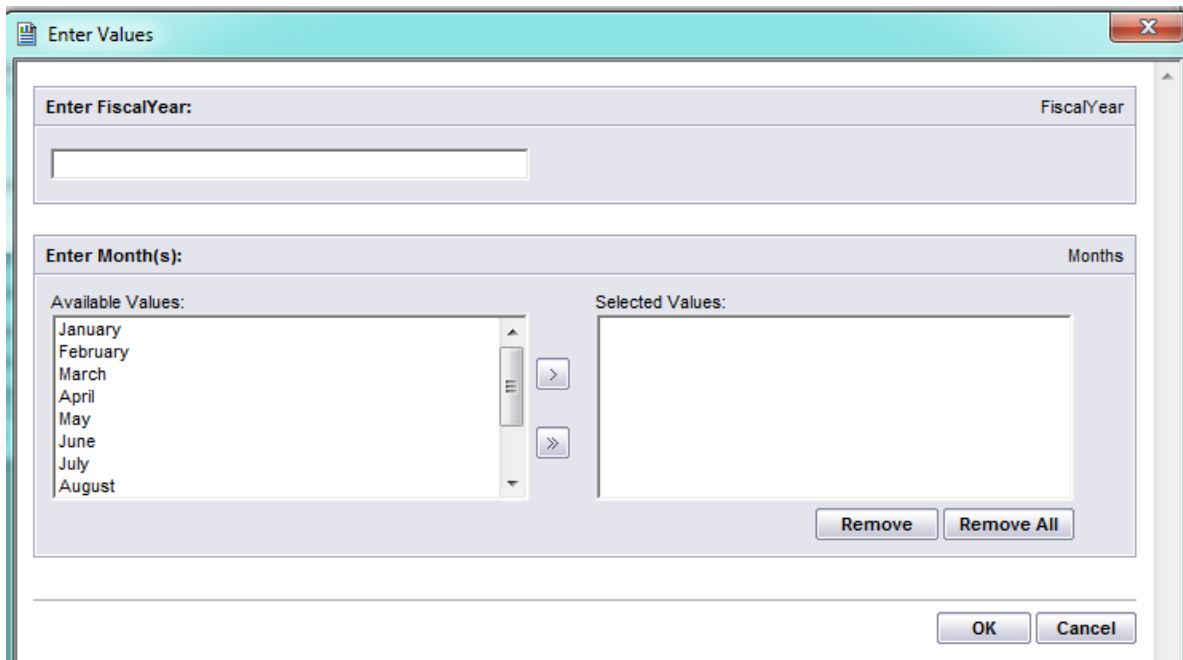 Enter Values
Enter FiscalYear: FiscalYear
Enter Month(s): Months
Available Values: Selected Values:
January
February
March
April
May
June
July
August
> 
»
Remove Remove All
OK Cancel